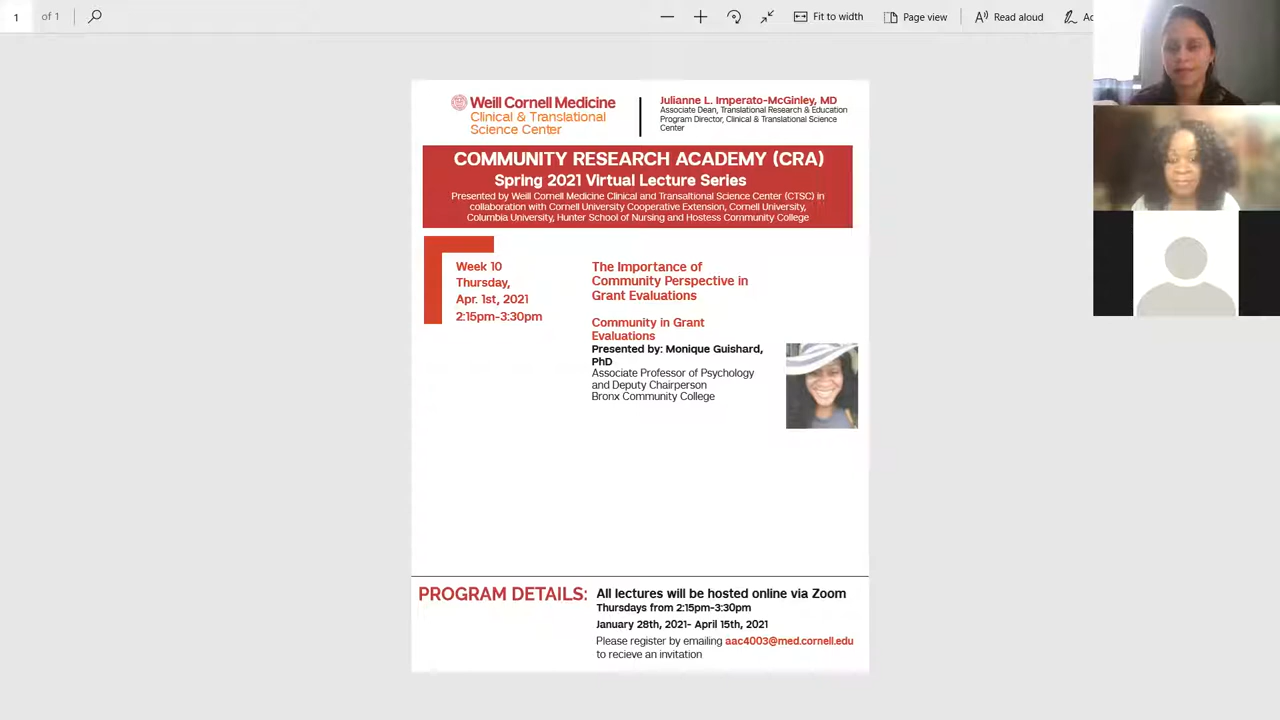 1 of 1
Fit to width
Page view
Read aloud
Weill Cornell Medicine
Clinical & Translational
Science Center
Julianne L. Imperato-McGinley, MD
Associate Dean, Translational Research & Education
Program Director, Clinical & Translational Science
Center
COMMUNITY RESEARCH ACADEMY (CRA)
Spring 2021 Virtual Lecture Series
Presented by Weill Cornell Medicine Clinical and Transaltional Science Center (CTSC) in
collaboration with Cornell University Cooperative Extension, Cornell University,
Columbia University, Hunter School of Nursing and Hostess Community College
Week 10
Thursday,
Apr. 1st, 2021
2:15pm-3:30pm
The Importance of
Community Perspective in
Grant Evaluations
Community in Grant
Evaluations
Presented by: Monique Guishard,
PhD
Associate Professor of Psychology
and Deputy Chairperson
Bronx Community College
PROGRAM DETAILS:
All lectures will be hosted online via Zoom
Thursdays from 2:15pm-3:30pm
January 28th, 2021- April 15th, 2021
Please register by emailing aac4003@med.cornell.edu
to recieve an invitation